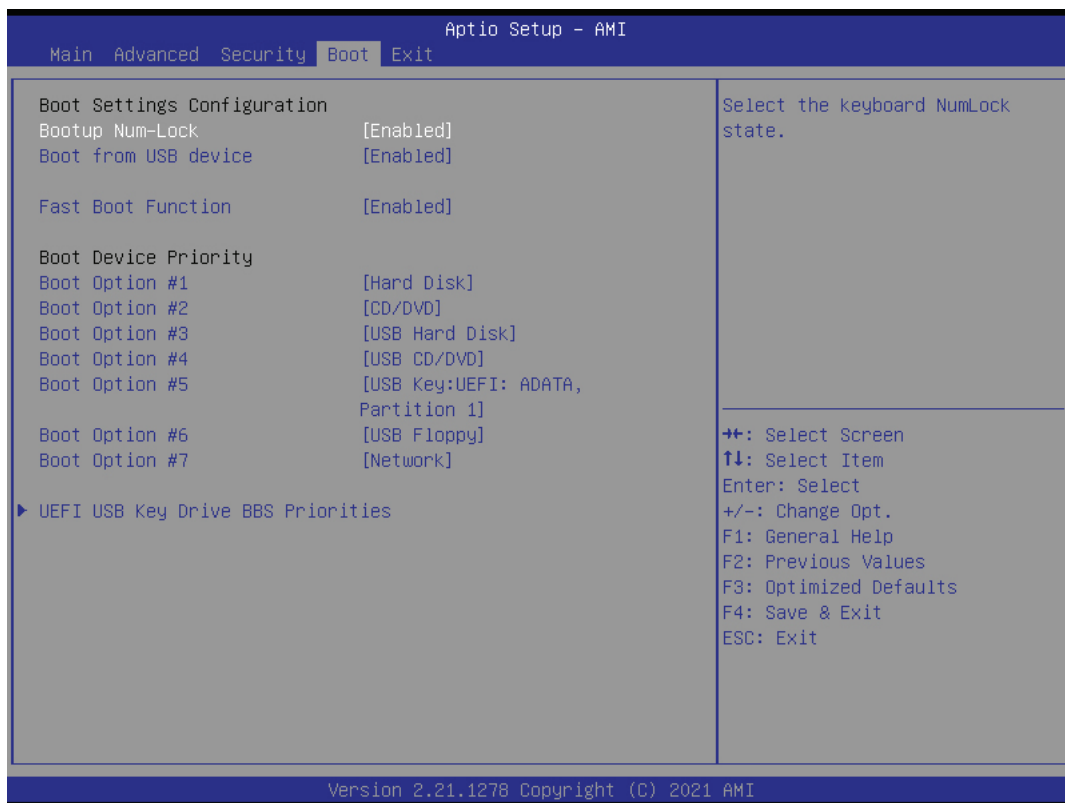 Aptio Setup – AMI
Main Advanced Security Boot Exit
Boot Settings Configuration
Bootup Num-Lock [Enabled]
Boot from USB device [Enabled]
Fast Boot Function [Enabled]
Boot Device Priority
Boot Option #1 [Hard Disk]
Boot Option #2 [CD/DVD]
Boot Option #3 [USB Hard Disk]
Boot Option #4 [USB CD/DVD]
Boot Option #5 [USB Key:UEFI: ADATA,
Partition 1]
Boot Option #6 [USB Floppy]
Boot Option #7 [Network]
▶ UEFI USB Key Drive BBS Priorities
Select the keyboard NumLock
state.
→←: Select Screen
↑↓: Select Item
Enter: Select
+/-: Change Opt.
F1: General Help
F2: Previous Values
F3: Optimized Defaults
F4: Save & Exit
ESC: Exit
Version 2.21.1278 Copyright (C) 2021 AMI